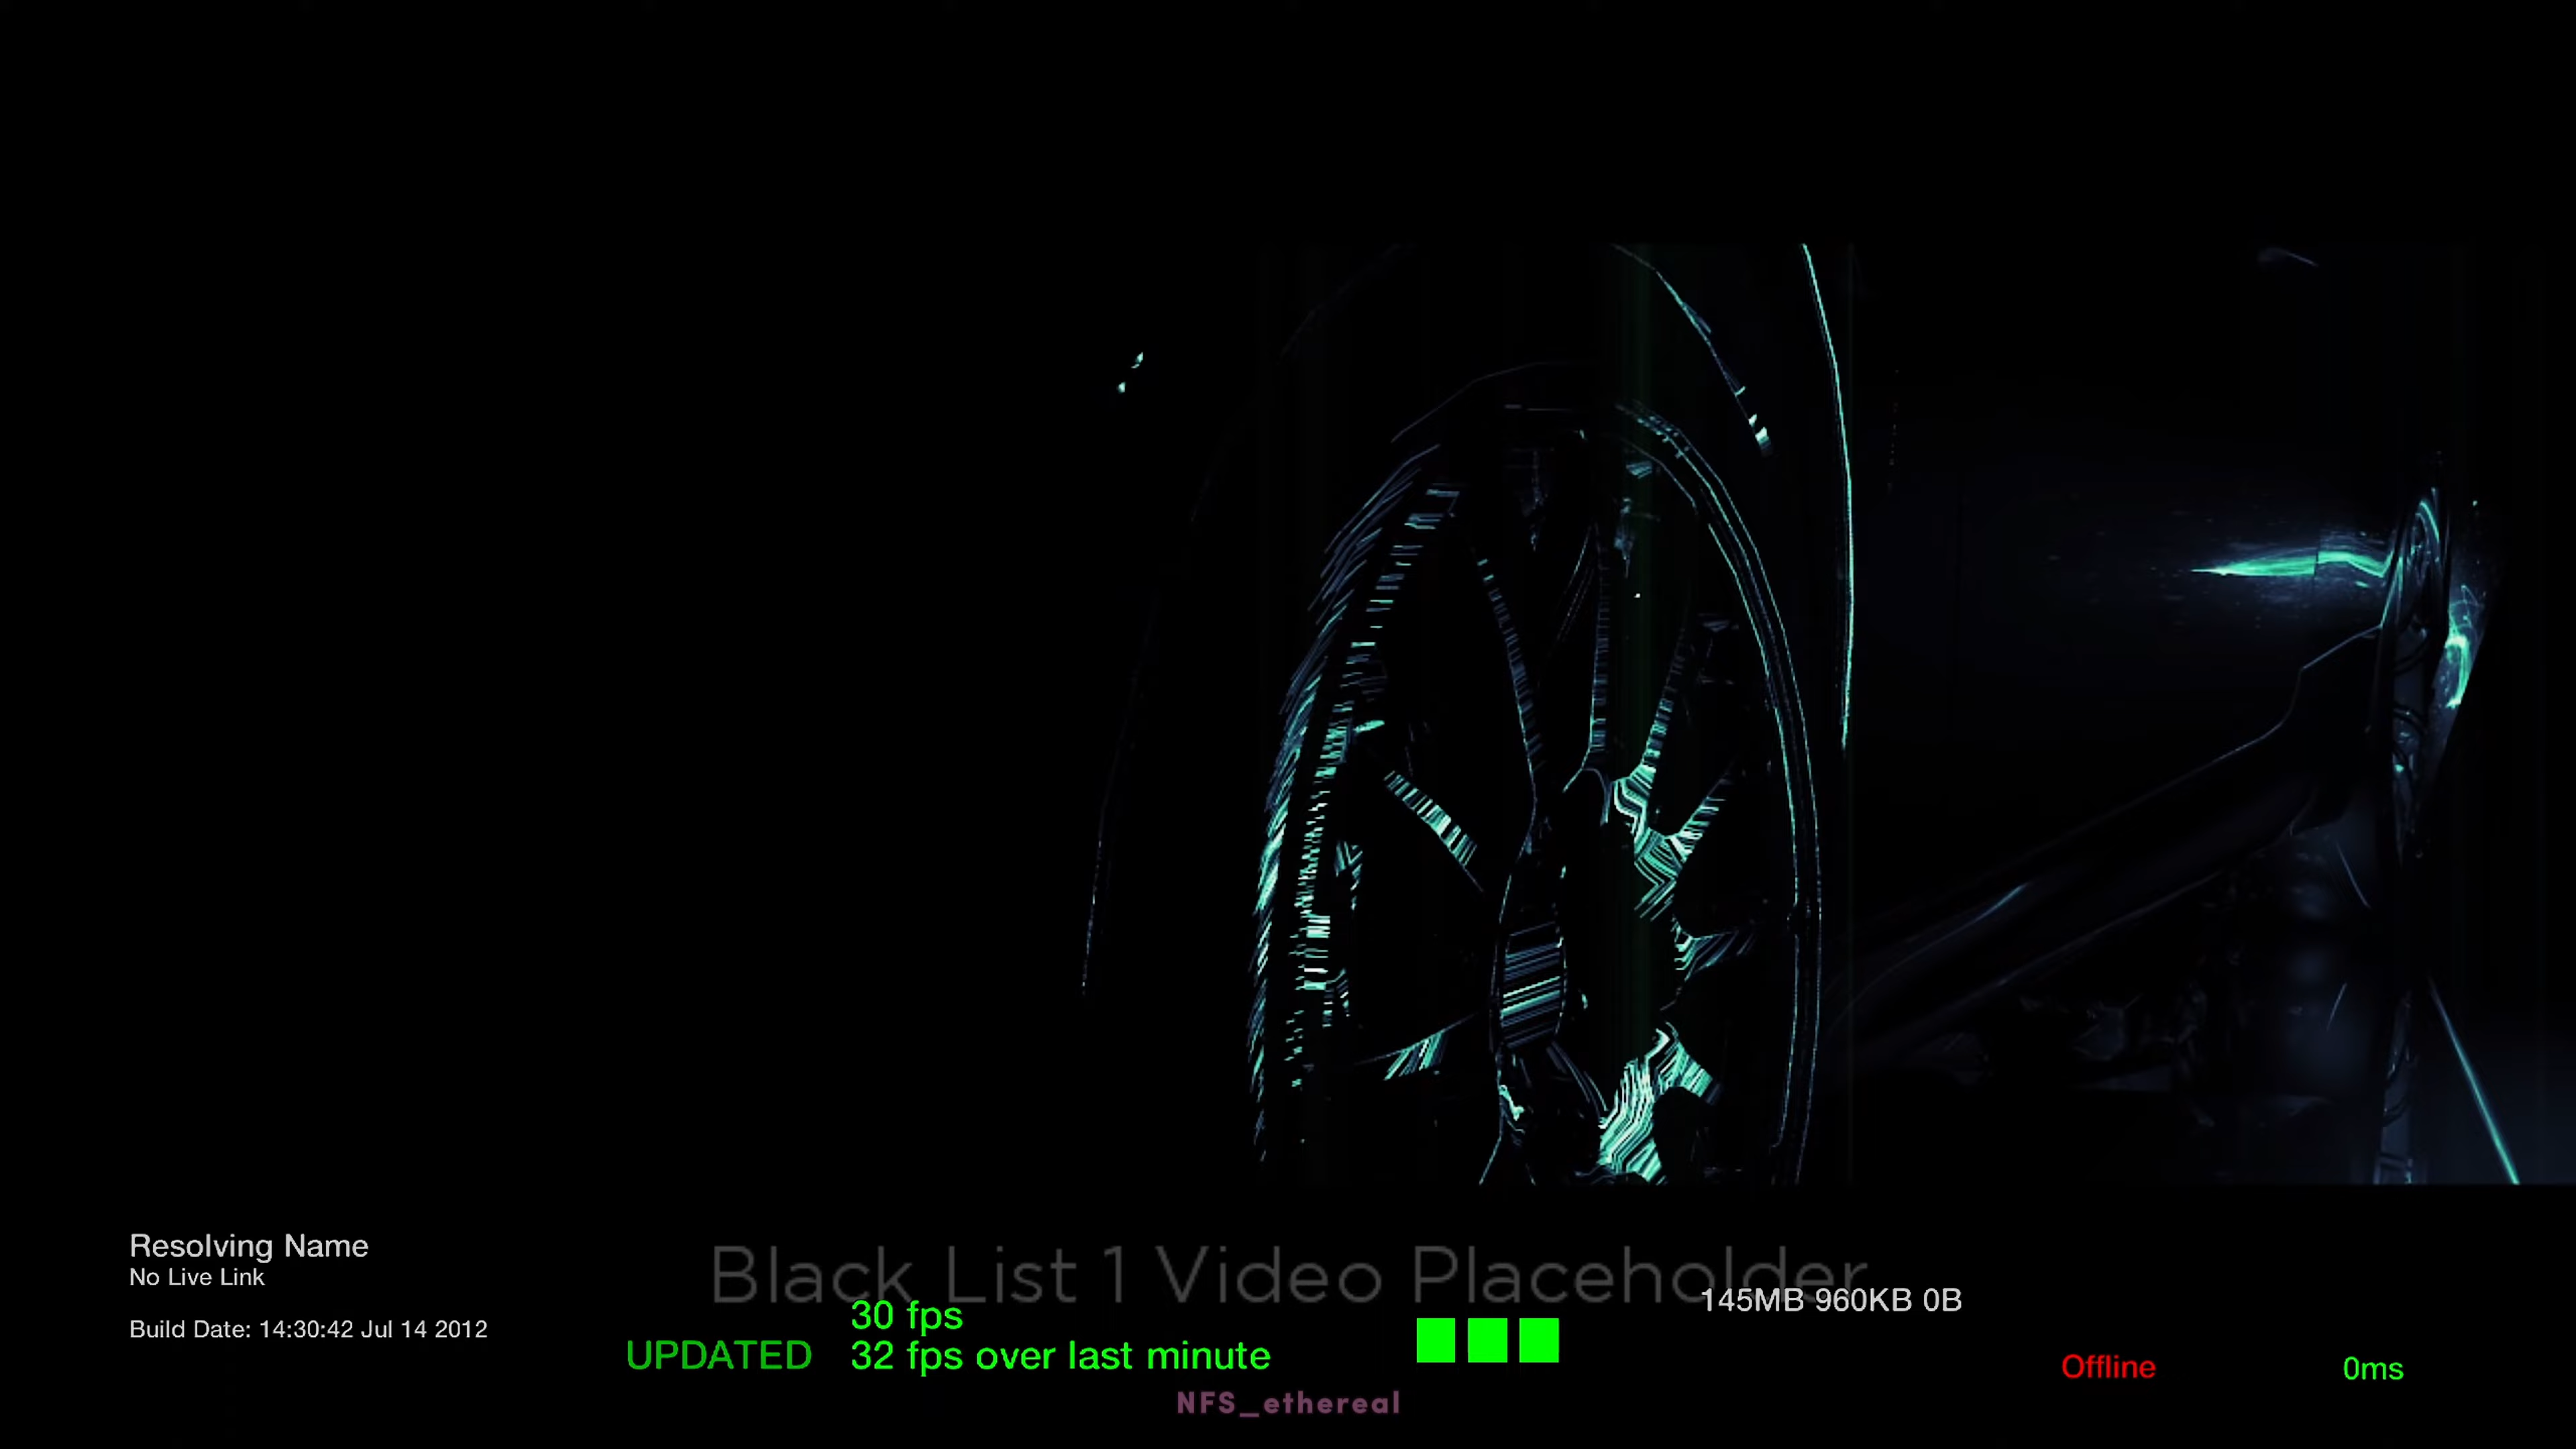 Resolving Name
No Live Link
Build Date: 14:30:42 Jul 14 2012
Black List 1 Video Placeholder
145MB 960KB 0B
30 fps
UPDATED 32 fps over last minute
Offline 0ms
NFS_ethereal